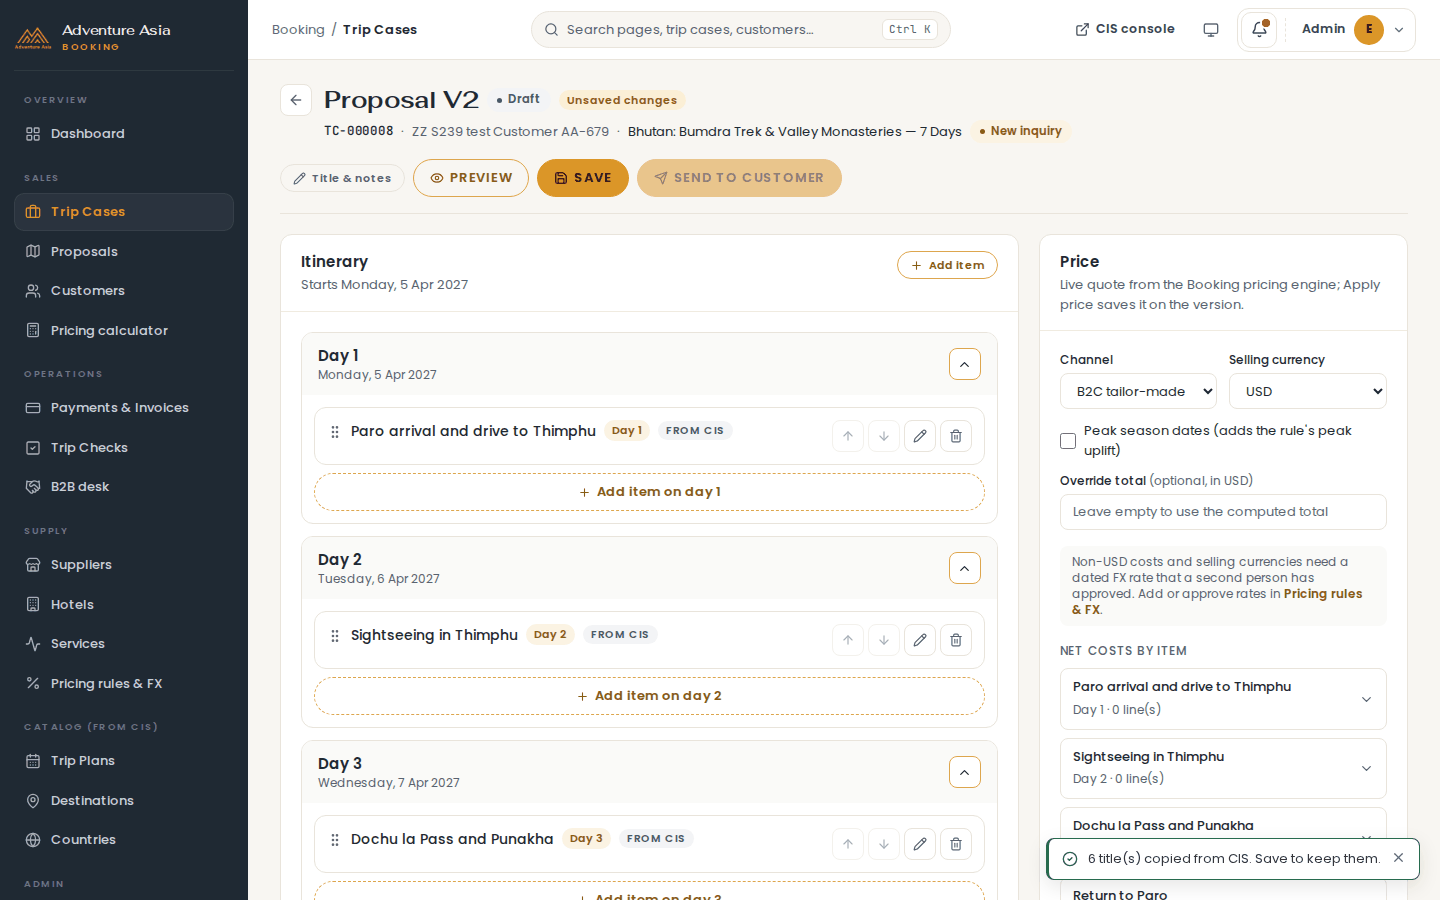 Adventure Asia
BOOKING
Adventure Asia
OVERVIEW
Dashboard
SALES
Trip Cases
Proposals
Customers
Pricing calculator
OPERATIONS
Payments & Invoices
Trip Checks
B2B desk
SUPPLY
Suppliers
Hotels
Services
Pricing rules & FX
CATALOG (FROM CIS)
Trip Plans
Destinations
Countries
ADMIN
Booking / Trip Cases
Search pages, trip cases, customers...
Ctrl K
CIS console
Admin
E
Proposal V2
Draft
Unsaved changes
TC-000008 · ZZ S239 test Customer AA-679 · Bhutan: Bumdra Trek & Valley Monasteries — 7 Days
New inquiry
Title & notes
PREVIEW
SAVE
SEND TO CUSTOMER
Itinerary
Starts Monday, 5 Apr 2027
Add item
Day 1
Monday, 5 Apr 2027
Paro arrival and drive to Thimphu
Day 1
FROM CIS
Add item on day 1
Day 2
Tuesday, 6 Apr 2027
Sightseeing in Thimphu
Day 2
FROM CIS
Add item on day 2
Day 3
Wednesday, 7 Apr 2027
Dochu la Pass and Punakha
Day 3
FROM CIS
Add item on day 3
Price
Live quote from the Booking pricing engine; Apply
price saves it on the version.
Channel
Selling currency
B2C tailor-made
USD
Peak season dates (adds the rule's peak
uplift)
Override total (optional, in USD)
Leave empty to use the computed total
Non-USD costs and selling currencies need a
dated FX rate that a second person has
approved. Add or approve rates in Pricing rules
& FX.
NET COSTS BY ITEM
Paro arrival and drive to Thimphu
Day 1 · 0 line(s)
Sightseeing in Thimphu
Day 2 · 0 line(s)
Dochu la Pass and Punakha
6 title(s) copied from CIS. Save to keep them.
Return to Paro